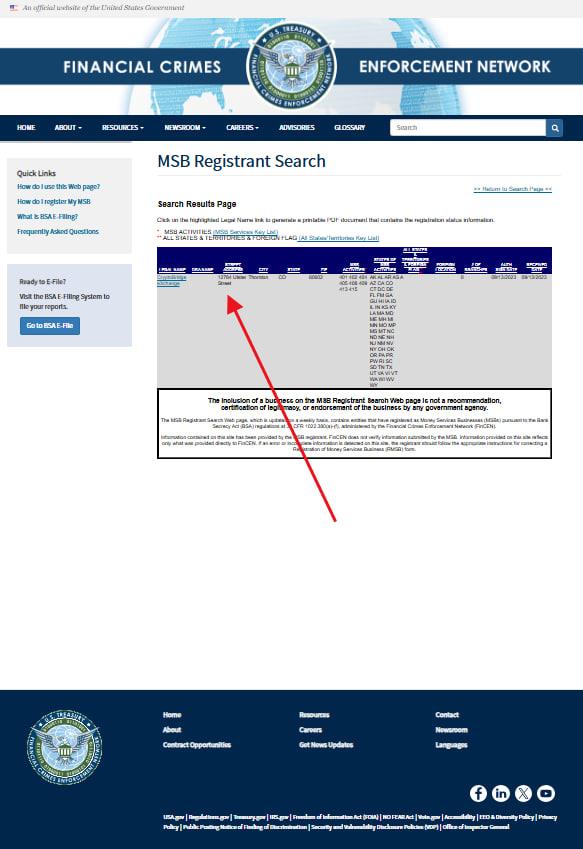 An official website of the United States Government
FINANCIAL CRIMES
ENFORCEMENT NETWORK
U.S. TREASURY
FINANCIAL CRIMES ENFORCEMENT NETWORK
HOME
ABOUT
RESOURCES
NEWSROOM
CAREERS
ADVISORIES
GLOSSARY
Search
Quick Links
How do I use this Web page?
How do I register My MSB
What is BSA E-Filing?
Frequently Asked Questions
Ready to E-File?
Visit the BSA E-Filing System to
file your reports.
Go to BSA E-File
MSB Registrant Search
>> Return to Search Page <<
Search Results Page
Click on the highlighted Legal Name link to generate a printable PDF document that contains the registration status information.
* MSB ACTIVITIES (MSB Services Key List)
** ALL STATES & TERRITORIES & FOREIGN FLAG (All States/Territories Key List)
LEGAL NAME DBA NAME STREET ADDRESS CITY STATE ZIP MSB ACTIVITIES STATES OF MSB ACTIVITIES ALL STATES & TERRITORIES & FOREIGN FLAG FOREIGN LOCATION # OF BRANCHES AUTH SIGN DATE RECEIVED DATE
CryptoBridge exchange
12784 Ulster Street
Thornton
CO
80602
401 402 404
405 408 409
413 415
AK AL AR AS A
AZ CA CO
CT DC DE
FL FM GA
GU HI IA ID
IL IN KS KY
LA MA MD
ME MH MI
MN MO MP
MS MT NC
ND NE NH
NJ NM NV
NY OH OK
OR PA PR
PW RI SC
SD TN TX
UT VA VI VT
WA WI WV
WY
0
09/13/2023
09/13/2023
The inclusion of a business on the MSB Registrant Search Web page is not a recommendation,
certification of legitimacy, or endorsement of the business by any government agency.
The MSB Registrant Search Web page, which is updated on a weekly basis, contains entities that have registered as Money Services Businesses (MSBs) pursuant to the Bank
Secrecy Act (BSA) regulations at 31 CFR 1022.380(a)-(f), administered by the Financial Crimes Enforcement Network (FinCEN).
Information contained on this site has been provided by the MSB registrant. FinCEN does not verify information submitted by the MSB. Information provided on this site reflects
only what was provided directly to FinCEN. If an error or incomplete information is detected on this site, the registrant should follow the appropriate instructions for correcting a
Registration of Money Services Business (RMSB) form.
U.S. TREASURY
FINANCIAL CRIMES ENFORCEMENT NETWORK
Home
About
Contract Opportunities
Resources
Careers
Get News Updates
Contact
Newsroom
Languages
USA.gov | Regulations.gov | Treasury.gov | IRS.gov | Freedom of Information Act (FOIA) | NO FEAR Act | Vote.gov | Accessibility | EEO & Diversity Policy | Privacy
Policy | Public Posting Notice of Finding of Discrimination | Security and Vulnerability Disclosure Policies (VDP) | Office of Inspector General